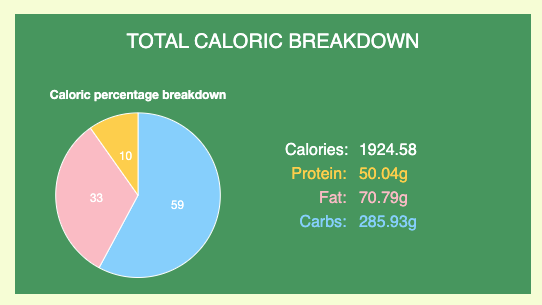 TOTAL CALORIC BREAKDOWN
Caloric percentage breakdown
10
33
59
Calories: 1924.58
Protein: 50.04g
Fat: 70.79g
Carbs: 285.93g